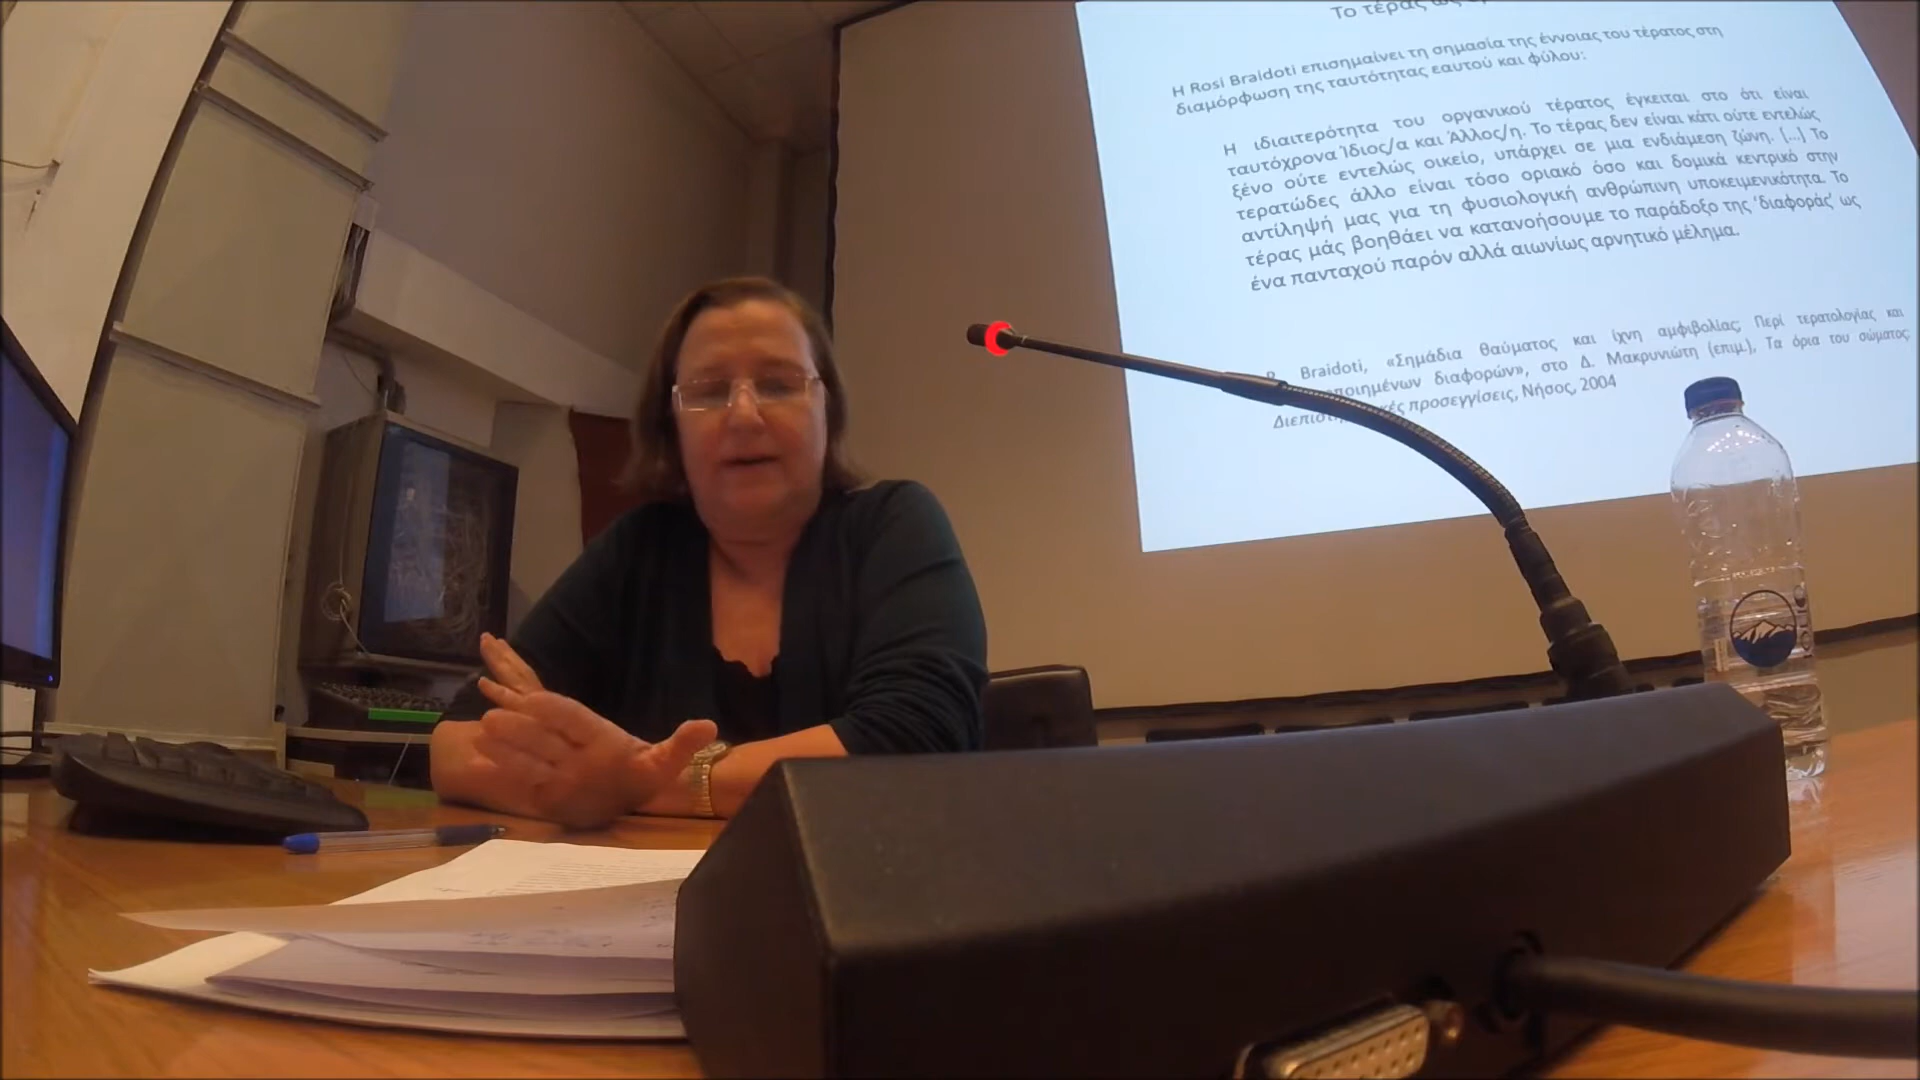 Το τέρας ως
Η Rosi Braidoti επισημαίνει τη σημασία της έννοιας του τέρατος στη
διαμόρφωση της ταυτότητας εαυτού και φύλου:
Η ιδιαιτερότητα του οργανικού τέρατος έγκειται στο ότι είναι
ταυτόχρονα Ίδιος/α και Άλλος/η. Το τέρας δεν είναι κάτι ούτε εντελώς
ξένο ούτε εντελώς οικείο, υπάρχει σε μια ενδιάμεση ζώνη. [...] Το
τερατώδες άλλο είναι τόσο οριακό όσο και δομικά κεντρικό στην
αντίληψή μας για τη φυσιολογική ανθρώπινη υποκειμενικότητα. Το
τέρας μάς βοηθάει να κατανοήσουμε το παράδοξο της 'διαφοράς' ως
ένα πανταχού παρόν αλλά αιωνίως αρνητικό μέλημα.
Braidoti, «Σημάδια θαύματος και ίχνη αμφιβολίας; Περί τερατολογίας και
διαφορών», στο Δ. Μακρυνιώτη (επιμ.), Τα όρια του σώματος:
προσεγγίσεις, Νήσος, 2004